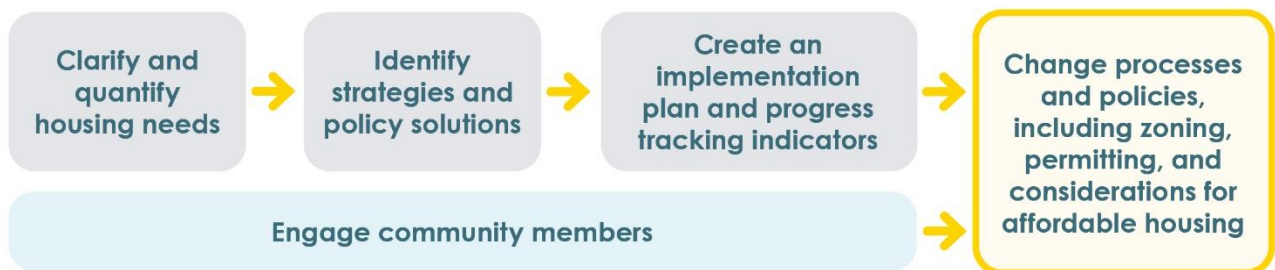 Clarify and
quantify
housing needs
Identify
strategies and
policy solutions
Create an
implementation
plan and progress
tracking indicators
Change processes
and policies,
including zoning,
permitting, and
considerations for
affordable housing
Engage community members